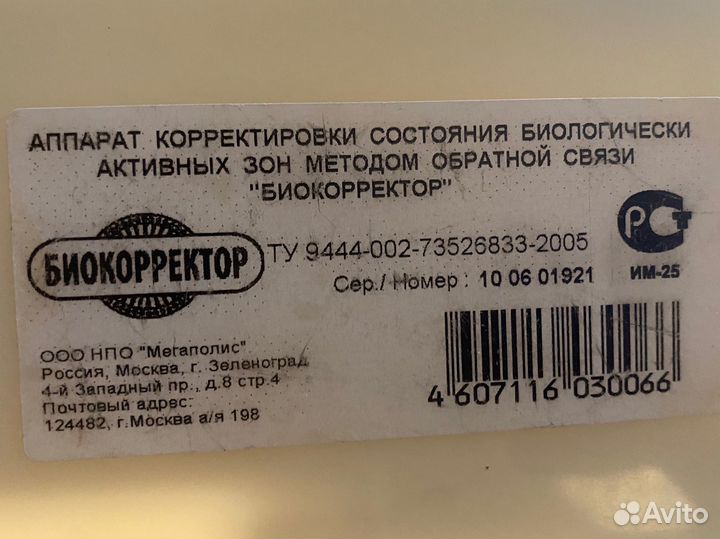 АППАРАТ КОРРЕКТИРОВКИ СОСТОЯНИЯ БИОЛОГИЧЕСКИ
АКТИВНЫХ ЗОН МЕТОДОМ ОБРАТНОЙ СВЯЗИ
"БИОКОРРЕКТОР"
БИОКОРРЕКТОР
ТУ 9444-002-73526833-2005
Сер./ Номер : 10 06 01921
РСТ
ИМ-25
ООО НПО "Мегаполис"
Россия, Москва, г. Зеленоград
4-й Западный пр., д.8 стр.4
Почтовый адрес:
124482, г.Москва а/я 198
4 607116 030066
Avito